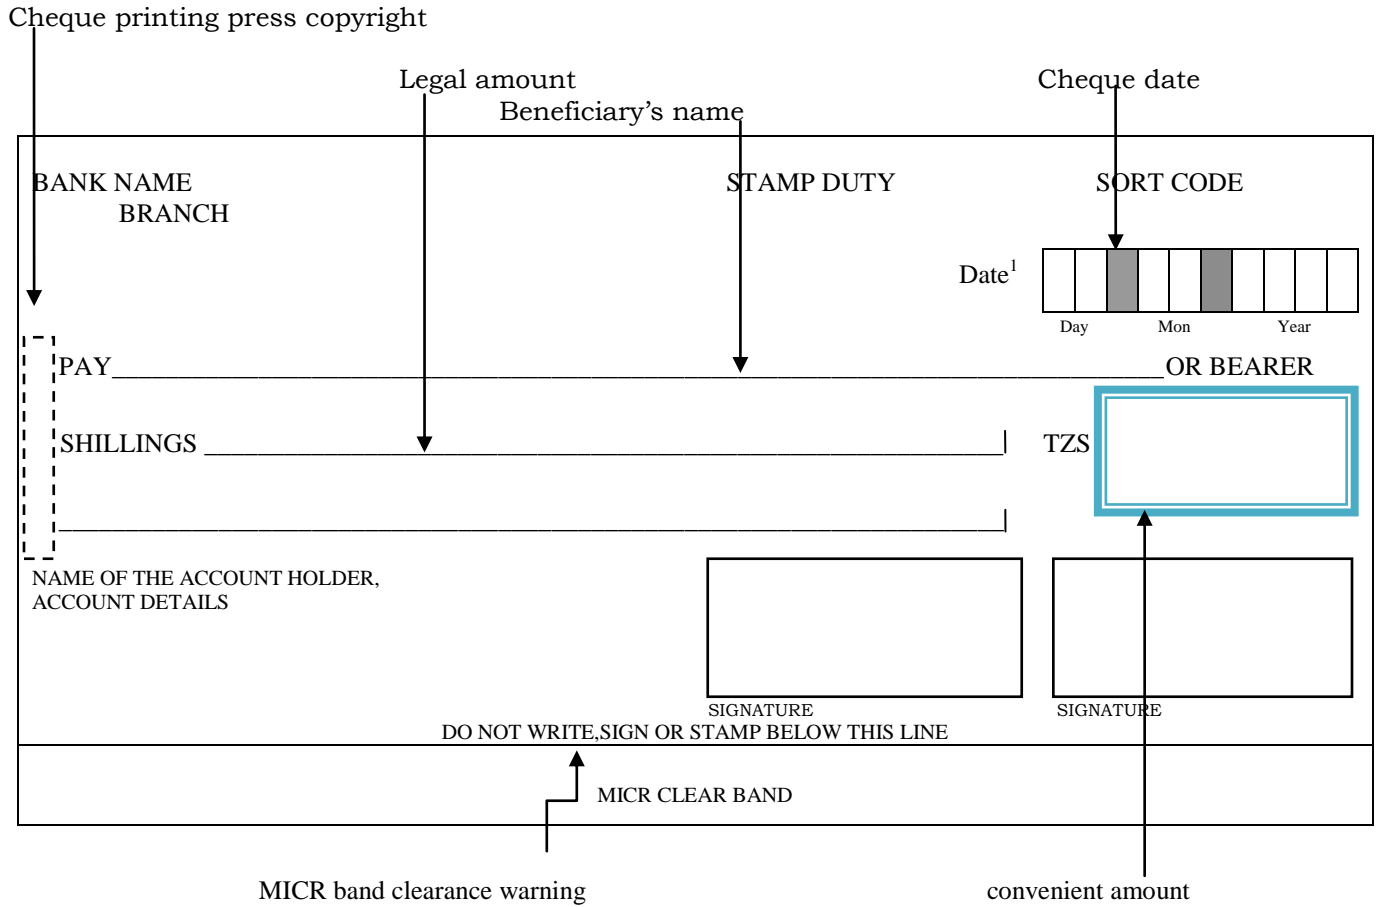 Cheque printing press copyright
Legal amount
Cheque date
Beneficiary’s name
BANK NAME
STAMP DUTY
SORT CODE
BRANCH
Date1
Day Mon Year
PAY OR BEARER
SHILLINGS TZS
NAME OF THE ACCOUNT HOLDER,
ACCOUNT DETAILS
SIGNATURE
SIGNATURE
DO NOT WRITE,SIGN OR STAMP BELOW THIS LINE
MICR CLEAR BAND
MICR band clearance warning
convenient amount